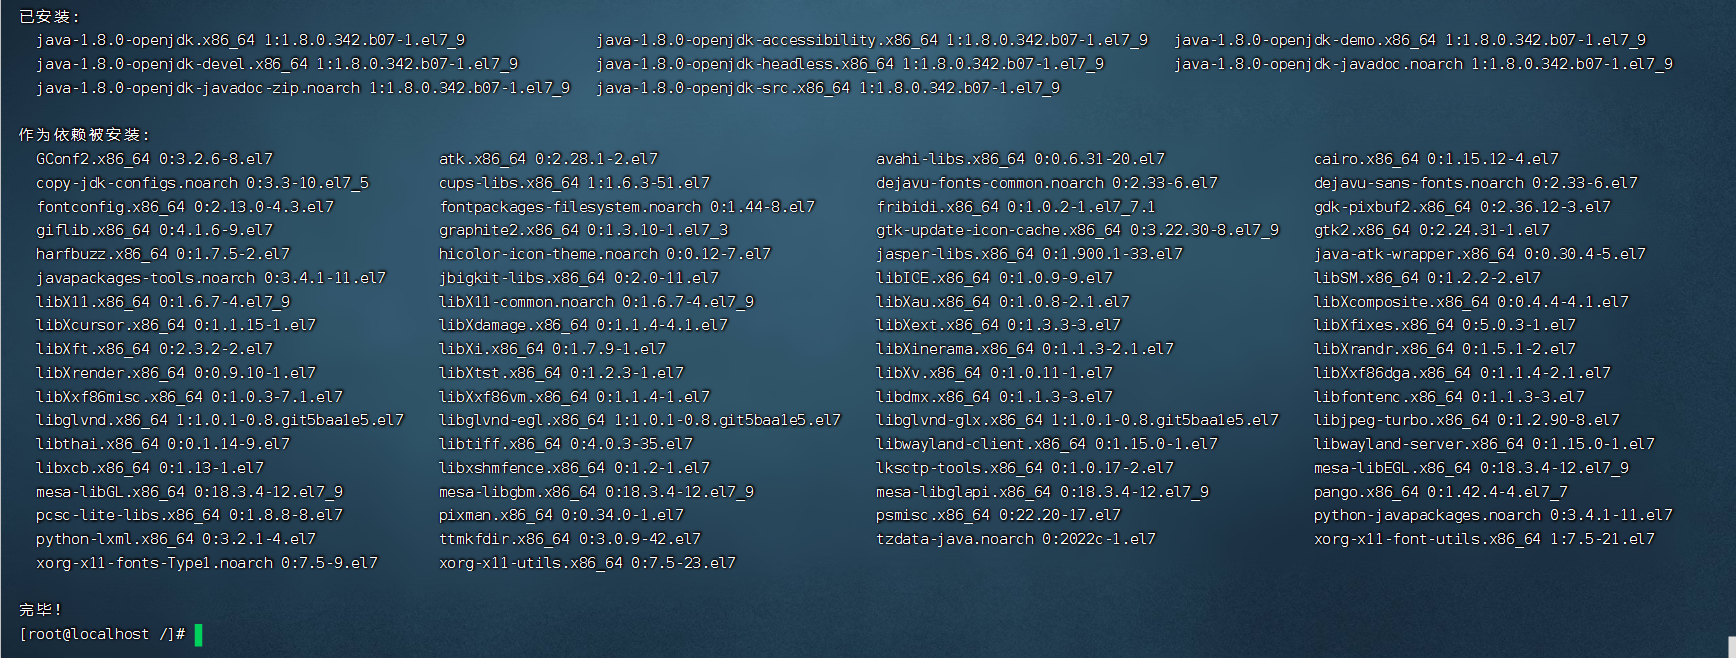 已安装:
java-1.8.0-openjdk.x86_64 1:1.8.0.342.b07-1.el7_9 java-1.8.0-openjdk-accessibility.x86_64 1:1.8.0.342.b07-1.el7_9 java-1.8.0-openjdk-demo.x86_64 1:1.8.0.342.b07-1.el7_9
java-1.8.0-openjdk-devel.x86_64 1:1.8.0.342.b07-1.el7_9 java-1.8.0-openjdk-headless.x86_64 1:1.8.0.342.b07-1.el7_9 java-1.8.0-openjdk-javadoc.noarch 1:1.8.0.342.b07-1.el7_9
java-1.8.0-openjdk-javadoc-zip.noarch 1:1.8.0.342.b07-1.el7_9 java-1.8.0-openjdk-src.x86_64 1:1.8.0.342.b07-1.el7_9
作为依赖被安装:
GConf2.x86_64 0:3.2.6-8.el7 atk.x86_64 0:2.28.1-2.el7 avahi-libs.x86_64 0:0.6.31-20.el7 cairo.x86_64 0:1.15.12-4.el7
copy-jdk-configs.noarch 0:3.3-10.el7_5 cups-libs.x86_64 1:1.6.3-51.el7 dejavu-fonts-common.noarch 0:2.33-6.el7 dejavu-sans-fonts.noarch 0:2.33-6.el7
fontconfig.x86_64 0:2.13.0-4.3.el7 fontpackages-filesystem.noarch 0:1.44-8.el7 fribidi.x86_64 0:1.0.2-1.el7_7.1 gdk-pixbuf2.x86_64 0:2.36.12-3.el7
giflib.x86_64 0:4.1.6-9.el7 graphite2.x86_64 0:1.3.10-1.el7_3 gtk-update-icon-cache.x86_64 0:3.22.30-8.el7_9 gtk2.x86_64 0:2.24.31-1.el7
harfbuzz.x86_64 0:1.7.5-2.el7 hicolor-icon-theme.noarch 0:0.12-7.el7 jasper-libs.x86_64 0:1.900.1-33.el7 java-atk-wrapper.x86_64 0:0.30.4-5.el7
javapackages-tools.noarch 0:3.4.1-11.el7 jbigkit-libs.x86_64 0:2.0-11.el7 libICE.x86_64 0:1.0.9-9.el7 libSM.x86_64 0:1.2.2-2.el7
libX11.x86_64 0:1.6.7-4.el7_9 libX11-common.noarch 0:1.6.7-4.el7_9 libXau.x86_64 0:1.0.8-2.1.el7 libXcomposite.x86_64 0:0.4.4-4.1.el7
libXcursor.x86_64 0:1.1.15-1.el7 libXdamage.x86_64 0:1.1.4-4.1.el7 libXext.x86_64 0:1.3.3-3.el7 libXfixes.x86_64 0:5.0.3-1.el7
libXft.x86_64 0:2.3.2-2.el7 libXi.x86_64 0:1.7.9-1.el7 libXinerama.x86_64 0:1.1.3-2.1.el7 libXrandr.x86_64 0:1.5.1-2.el7
libXrender.x86_64 0:0.9.10-1.el7 libXtst.x86_64 0:1.2.3-1.el7 libXv.x86_64 0:1.0.11-1.el7 libXxf86dga.x86_64 0:1.1.4-2.1.el7
libXxf86misc.x86_64 0:1.0.3-7.1.el7 libXxf86vm.x86_64 0:1.1.4-1.el7 libdmx.x86_64 0:1.1.3-3.el7 libfontenc.x86_64 0:1.1.3-3.el7
libglvnd.x86_64 1:1.0.1-0.8.git5baa1e5.el7 libglvnd-egl.x86_64 1:1.0.1-0.8.git5baa1e5.el7 libglvnd-glx.x86_64 1:1.0.1-0.8.git5baa1e5.el7 libjpeg-turbo.x86_64 0:1.2.90-8.el7
libthai.x86_64 0:0.1.14-9.el7 libtiff.x86_64 0:4.0.3-35.el7 libwayland-client.x86_64 0:1.15.0-1.el7 libwayland-server.x86_64 0:1.15.0-1.el7
libxcb.x86_64 0:1.13-1.el7 libxshmfence.x86_64 0:1.2-1.el7 lksctp-tools.x86_64 0:1.0.17-2.el7 mesa-libEGL.x86_64 0:18.3.4-12.el7_9
mesa-libGL.x86_64 0:18.3.4-12.el7_9 mesa-libgbm.x86_64 0:18.3.4-12.el7_9 mesa-libglapi.x86_64 0:18.3.4-12.el7_9 pango.x86_64 0:1.42.4-4.el7_7
pcsc-lite-libs.x86_64 0:1.8.8-8.el7 pixman.x86_64 0:0.34.0-1.el7 psmisc.x86_64 0:22.20-17.el7 python-javapackages.noarch 0:3.4.1-11.el7
python-lxml.x86_64 0:3.2.1-4.el7 ttmkfdir.x86_64 0:3.0.9-42.el7 tzdata-java.noarch 0:2022c-1.el7 xorg-x11-font-utils.x86_64 1:7.5-21.el7
xorg-x11-fonts-Type1.noarch 0:7.5-9.el7 xorg-x11-utils.x86_64 0:7.5-23.el7
完毕!
[root@localhost /]#